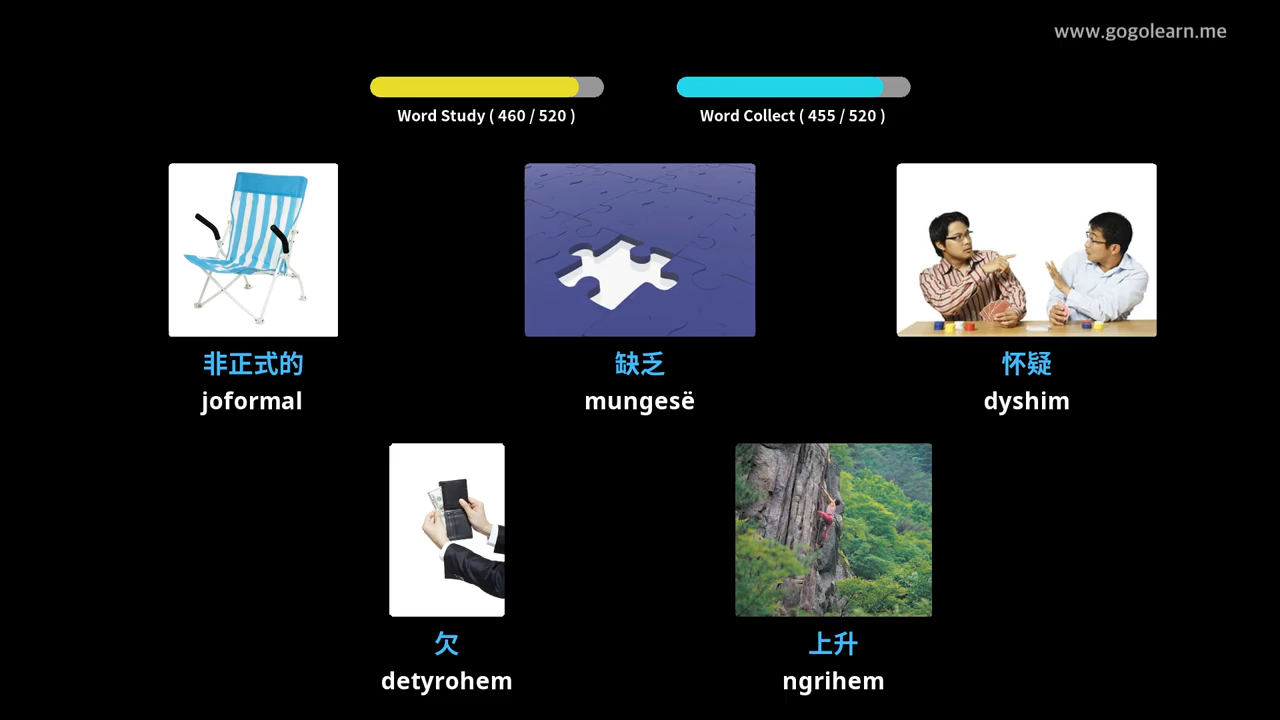 www.gogolearn.me
Word Study ( 460 / 520 )
Word Collect ( 455 / 520 )
非正式的
joformal
缺乏
mungesë
怀疑
dyshim
欠
detyrohem
上升
ngrihem